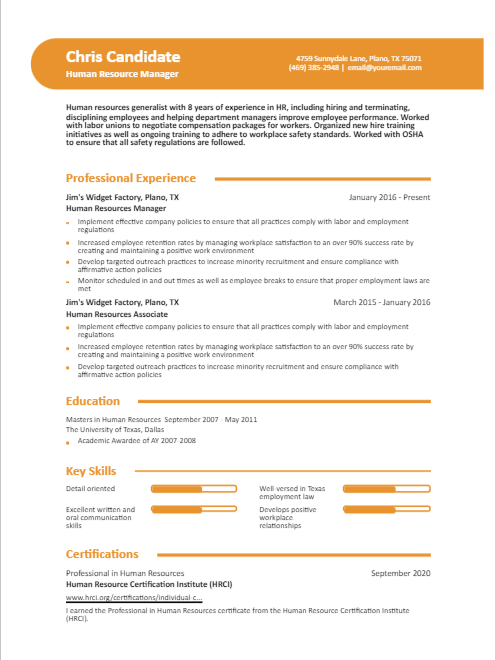 Chris Candidate
Human Resource Manager
4759 Sunnydale Lane, Plano, TX 75071
(469) 385-2948 | email@youremail.com
Human resources generalist with 8 years of experience in HR, including hiring and terminating,
disciplining employees and helping department managers improve employee performance. Worked
with labor unions to negotiate compensation packages for workers. Organized new hire training
initiatives as well as ongoing training to adhere to workplace safety standards. Worked with OSHA
to ensure that all safety regulations are followed.
Professional Experience
Jim's Widget Factory, Plano, TX January 2016 - Present
Human Resources Manager
Implement effective company policies to ensure that all practices comply with labor and employment
regulations
Increased employee retention rates by managing workplace satisfaction to an over 90% success rate by
creating and maintaining a positive work environment
Develop targeted outreach practices to increase minority recruitment and ensure compliance with
affirmative action policies
Monitor scheduled in and out times as well as employee breaks to ensure that proper employment laws are
met
Jim's Widget Factory, Plano, TX March 2015 - January 2016
Human Resources Associate
Implement effective company policies to ensure that all practices comply with labor and employment
regulations
Increased employee retention rates by managing workplace satisfaction to an over 90% success rate by
creating and maintaining a positive work environment
Develop targeted outreach practices to increase minority recruitment and ensure compliance with
affirmative action policies
Education
Masters in Human Resources September 2007 May 2011
The University of Texas, Dallas
Academic Awardee of AY 2007-2008
Key Skills
Detail oriented
Well-versed in Texas
employment law
Excellent written and
oral communication
skills
Develops positive
workplace
relationships
Certifications
Professional in Human Resources September 2020
Human Resource Certification Institute (HRCI)
www.hrci.org/certifications/individual-c...
I earned the Professional in Human Resources certificate from the Human Resource Certification Institute
(HRCI).